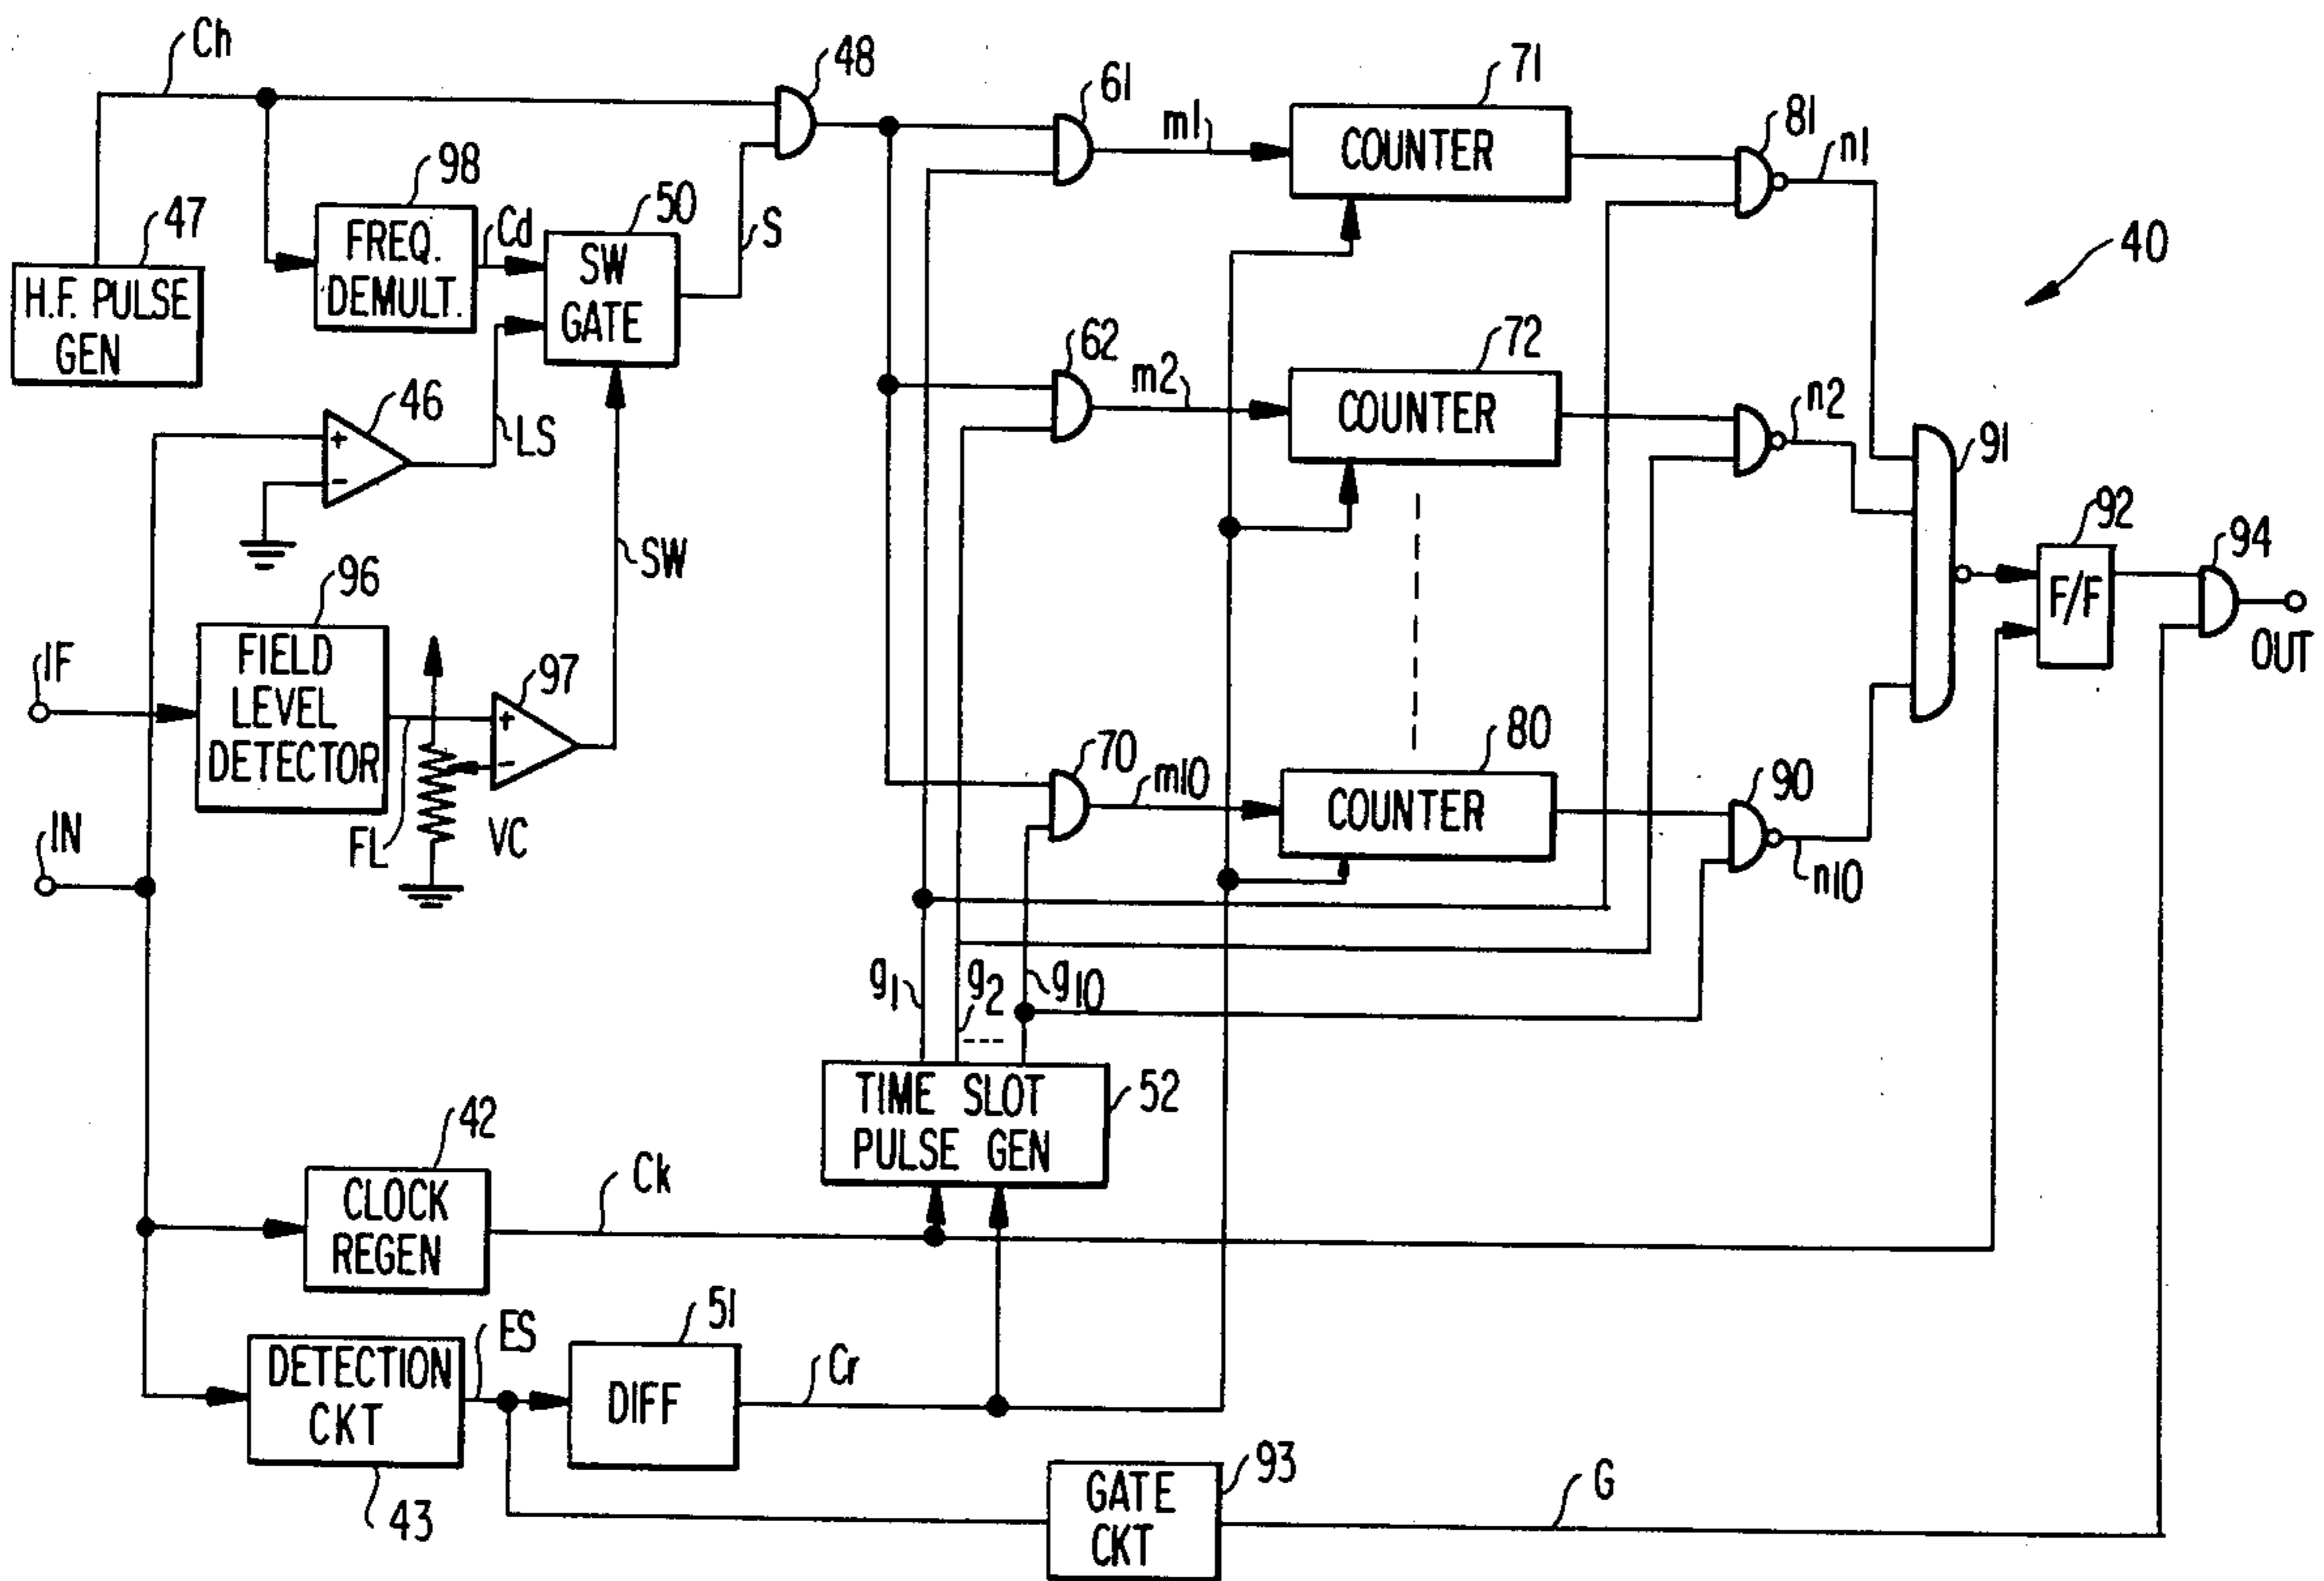 Ch
48
61
71
COUNTER
m1
81
n1
98
FREQ.
DEMULT.
Cd
50
SW
GATE
S
47
H.F. PULSE
GEN
40
46
+
-
LS
62
m2
72
COUNTER
n2
91
SW
96
FIELD
LEVEL
DETECTOR
IF
97
+
-
FL
VC
IN
92
F/F
94
OUT
70
m10
80
COUNTER
90
n10
g1
g2
g10
TIME SLOT
PULSE GEN
52
42
CLOCK
REGEN
Ck
DETECTION
CKT
43
ES
51
DIFF
Cr
93
GATE
CKT
G